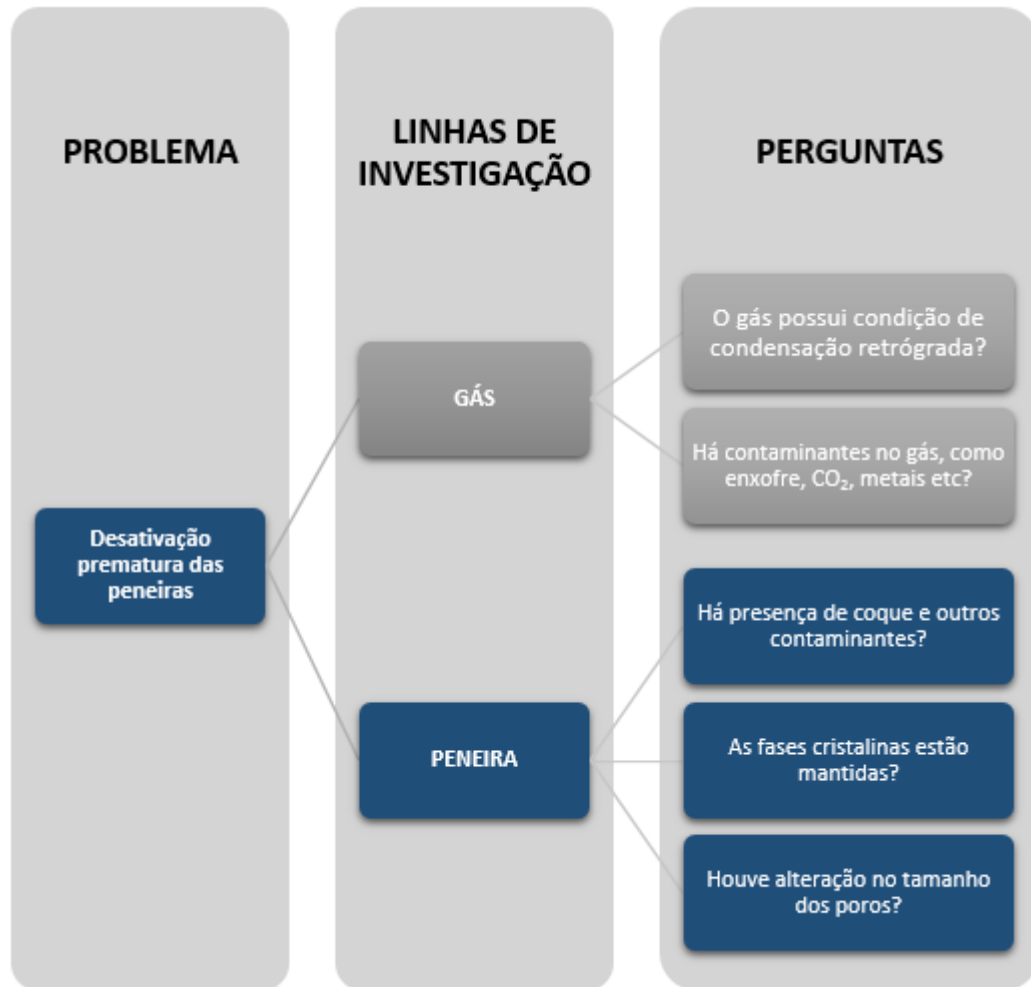 PROBLEMA
LINHAS DE
INVESTIGAÇÃO
PERGUNTAS
Desativação
prematura das
peneiras
GÁS
PENEIRA
O gás possui condição de
condensação retrógrada?
Há contaminantes no gás, como
enxofre, CO₂, metais etc?
Há presença de coque e outros
contaminantes?
As fases cristalinas estão
mantidas?
Houve alteração no tamanho
dos poros?